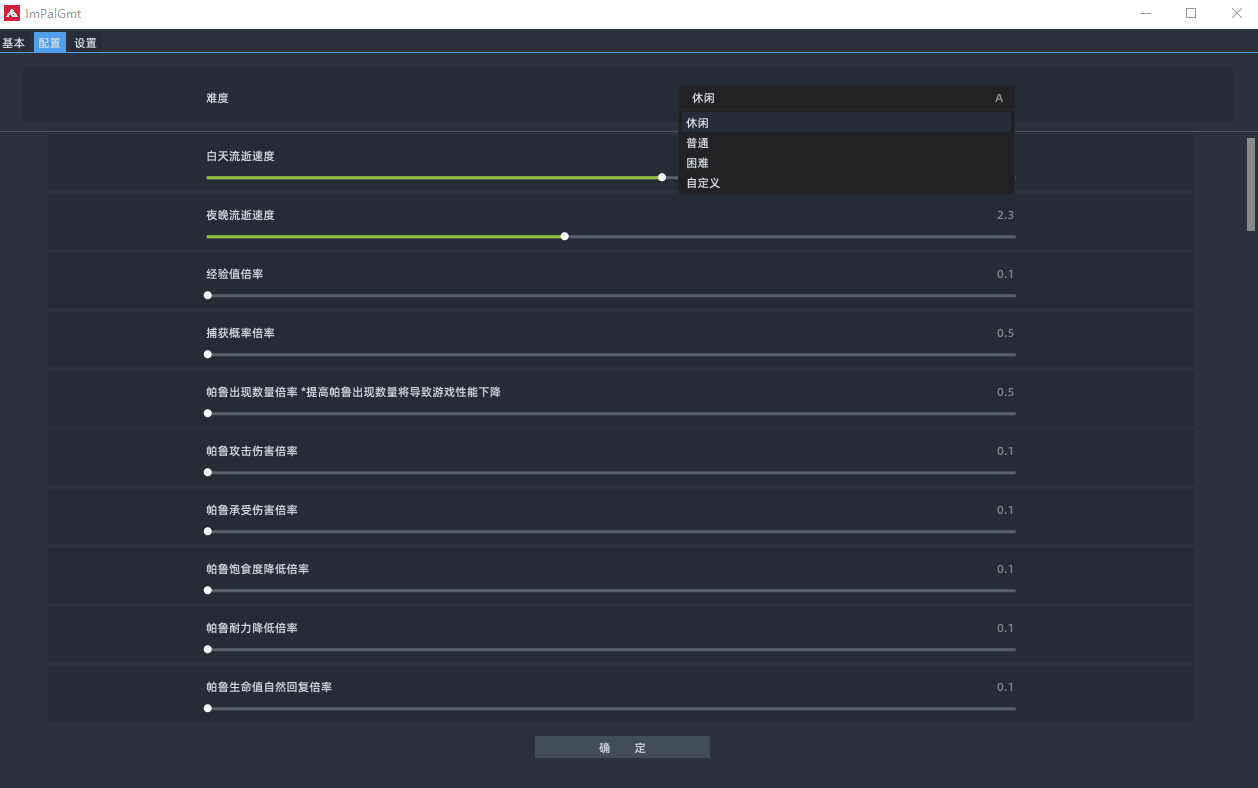 ImPalGmt
基本 配置 设置
难度 休闲 A
休闲
普通
困难
自定义
白天流逝速度
夜晚流逝速度 2.3
经验值倍率 0.1
捕获概率倍率 0.5
帕鲁出现数量倍率 *提高帕鲁出现数量将导致游戏性能下降 0.5
帕鲁攻击伤害倍率 0.1
帕鲁承受伤害倍率 0.1
帕鲁饱食度降低倍率 0.1
帕鲁耐力降低倍率 0.1
帕鲁生命值自然回复倍率 0.1
确 定